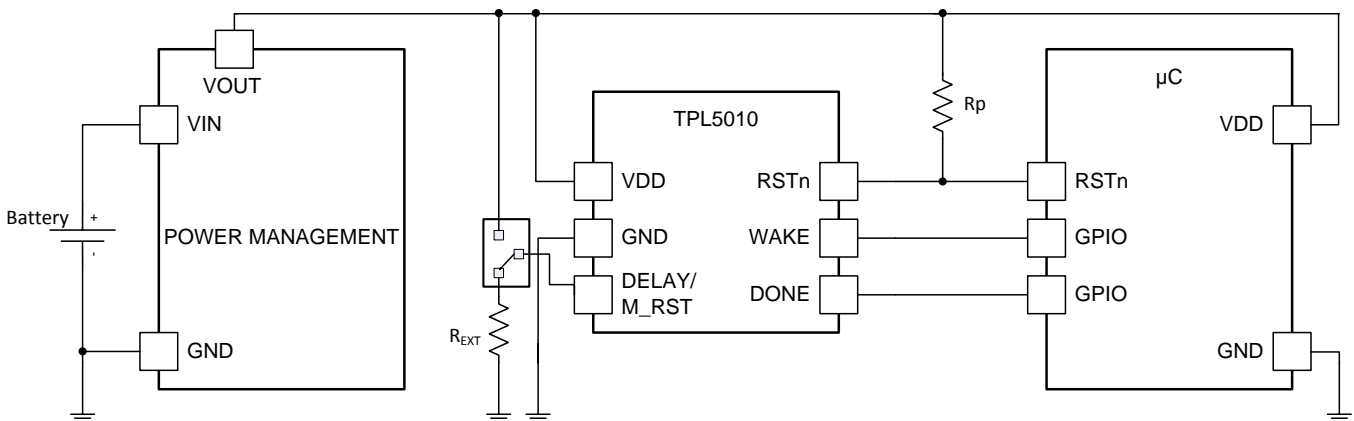 VOUT
VIN
Battery
+
-
POWER MANAGEMENT
GND
REXT
TPL5010
VDD
GND
DELAY/
M_RST
RSTn
WAKE
DONE
Rp
µC
VDD
RSTn
GPIO
GPIO
GND